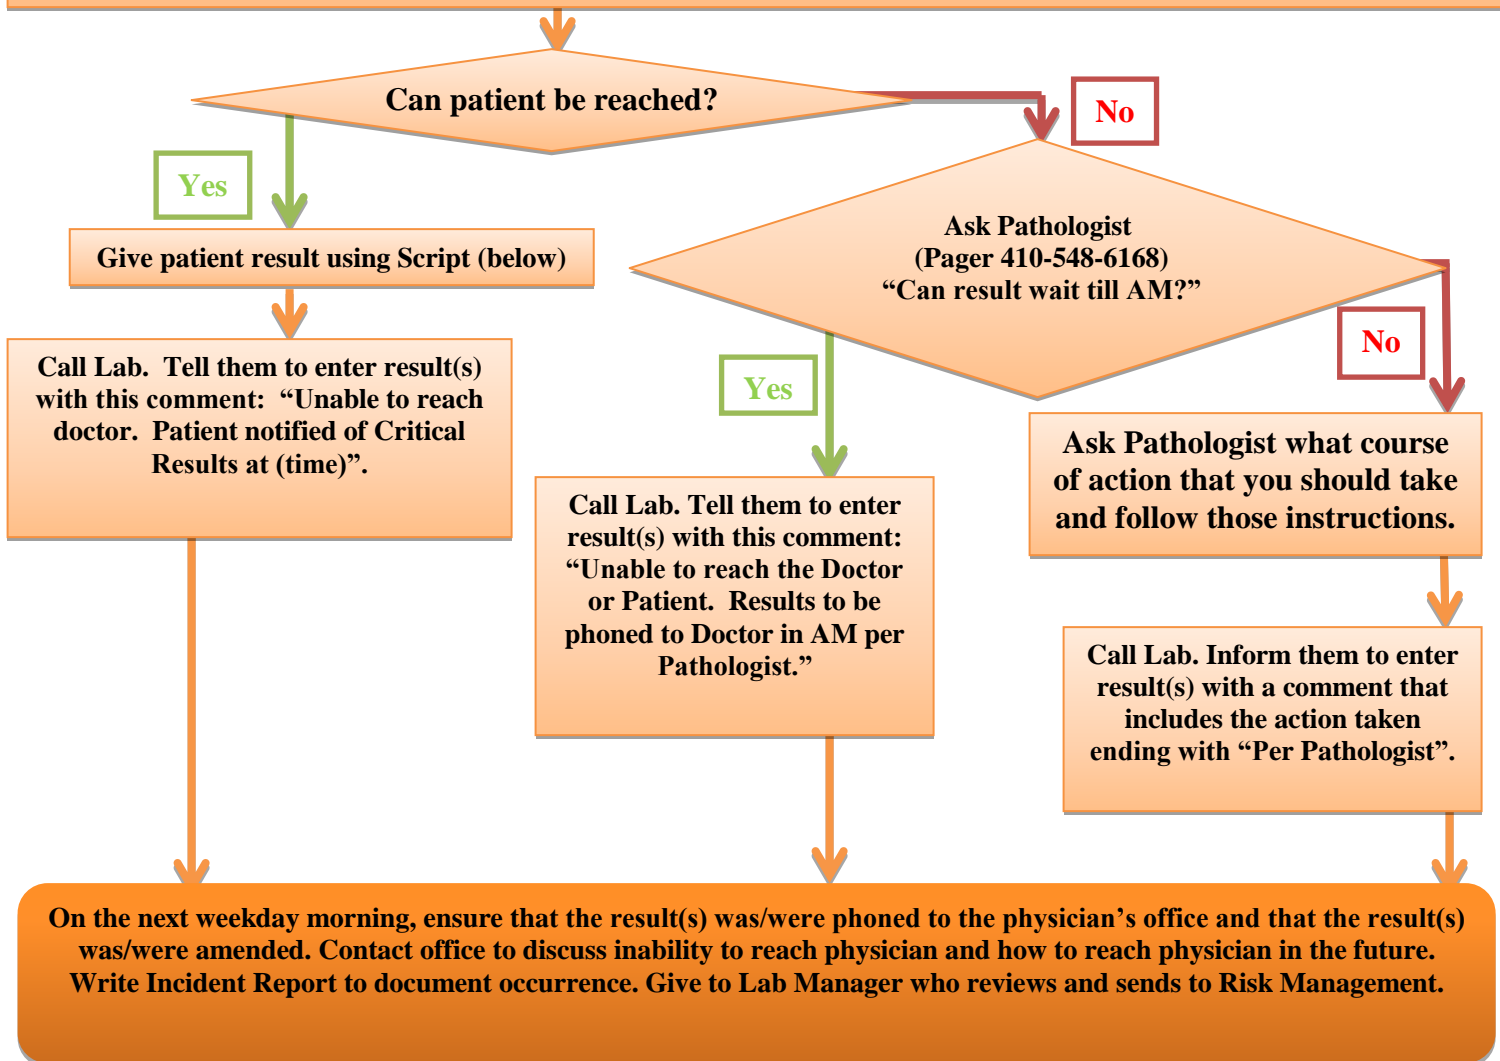 Can patient be reached?
No
Yes
Give patient result using Script (below)
Ask Pathologist
(Pager 410-548-6168)
“Can result wait till AM?”
No
Yes
Call Lab.  Tell them to enter result(s)
with this comment:  “Unable to reach
doctor.  Patient notified of Critical
Results at (time)”.
Ask Pathologist what course
of action that you should take
and follow those instructions.
Call Lab. Tell them to enter
result(s) with this comment:
“Unable to reach the Doctor
or Patient.  Results to be
phoned to Doctor in AM per
Pathologist.”
Call Lab. Inform them to enter
result(s) with a comment that
includes the action taken
ending with “Per Pathologist”.
On the next weekday morning, ensure that the result(s) was/were phoned to the physician’s office and that the result(s)
was/were amended. Contact office to discuss inability to reach physician and how to reach physician in the future.
Write Incident Report to document occurrence. Give to Lab Manager who reviews and sends to Risk Management.